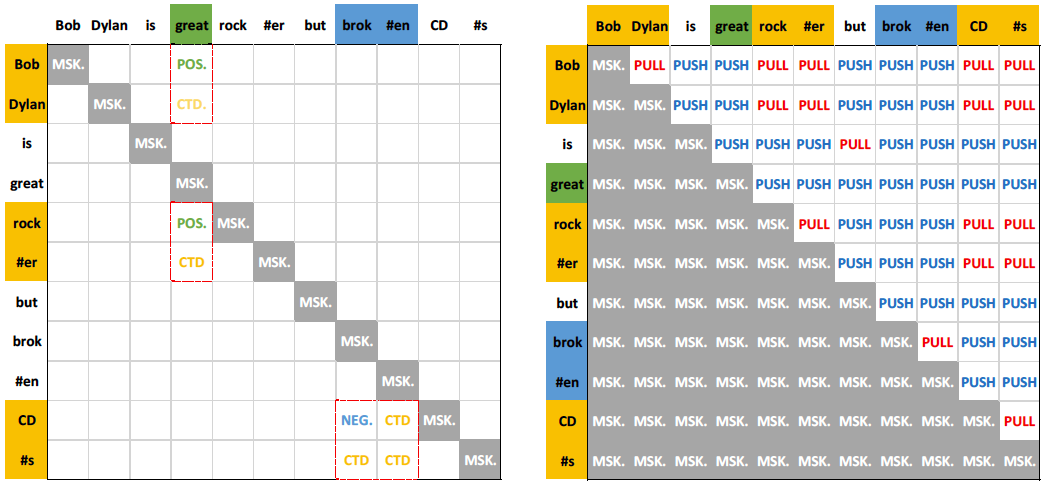 Bob Dylan is great rock #er but brok #en CD #s
Bob MSK. POS.
Dylan MSK. CTD.
is MSK.
great MSK.
rock POS. MSK.
#er CTD MSK.
but MSK.
brok MSK.
#en MSK.
CD NEG. CTD MSK.
#s CTD CTD MSK.
Bob Dylan is great rock #er but brok #en CD #s
Bob MSK. PULL PUSH PUSH PULL PULL PUSH PUSH PUSH PULL PULL
Dylan MSK. MSK. PUSH PUSH PULL PULL PUSH PUSH PUSH PULL PULL
is MSK. MSK. MSK. PUSH PUSH PUSH PULL PUSH PUSH PUSH PUSH
great MSK. MSK. MSK. MSK. PUSH PUSH PUSH PUSH PUSH PUSH PUSH
rock MSK. MSK. MSK. MSK. MSK. PULL PUSH PUSH PUSH PULL PULL
#er MSK. MSK. MSK. MSK. MSK. MSK. PUSH PUSH PUSH PULL PULL
but MSK. MSK. MSK. MSK. MSK. MSK. MSK. PUSH PUSH PUSH PUSH
brok MSK. MSK. MSK. MSK. MSK. MSK. MSK. MSK. PULL PUSH PUSH
#en MSK. MSK. MSK. MSK. MSK. MSK. MSK. MSK. MSK. PUSH PUSH
CD MSK. MSK. MSK. MSK. MSK. MSK. MSK. MSK. MSK. MSK. PULL
#s MSK. MSK. MSK. MSK. MSK. MSK. MSK. MSK. MSK. MSK. MSK.